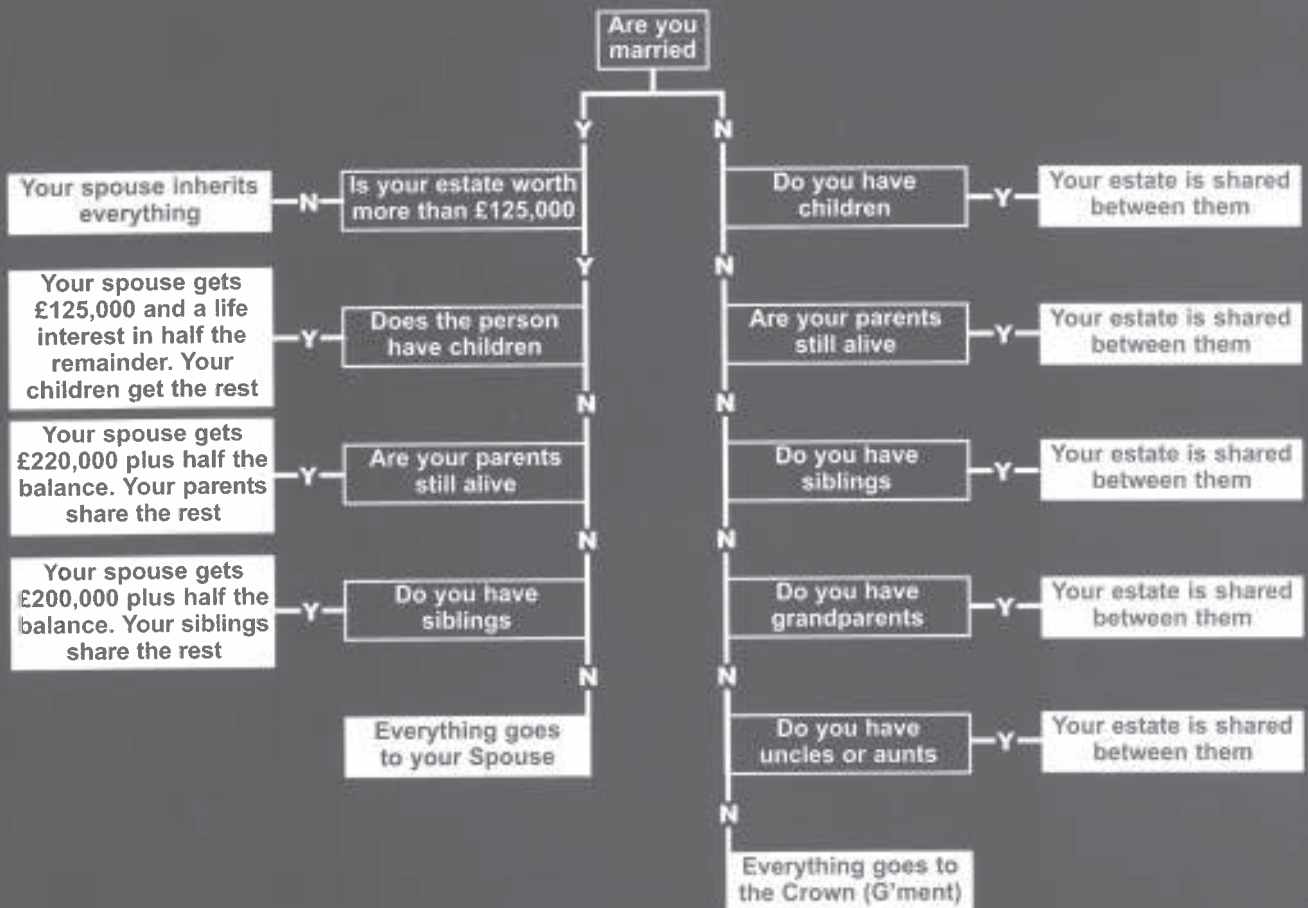 Are you
married
Y
N
Your spouse inherits
everything
N
Is your estate worth
more than £125,000
Do you have
children
Y
Your estate is shared
between them
Y
N
Your spouse gets
£125,000 and a life
interest in half the
remainder. Your
children get the rest
Y
Does the person
have children
Are your parents
still alive
Y
Your estate is shared
between them
N
N
Your spouse gets
£220,000 plus half the
balance. Your parents
share the rest
Y
Are your parents
still alive
Do you have
siblings
Y
Your estate is shared
between them
N
N
Your spouse gets
£200,000 plus half the
balance. Your siblings
share the rest
Y
Do you have
siblings
Do you have
grandparents
Y
Your estate is shared
between them
N
N
Everything goes
to your Spouse
Do you have
uncles or aunts
Y
Your estate is shared
between them
N
Everything goes to
the Crown (G'ment)